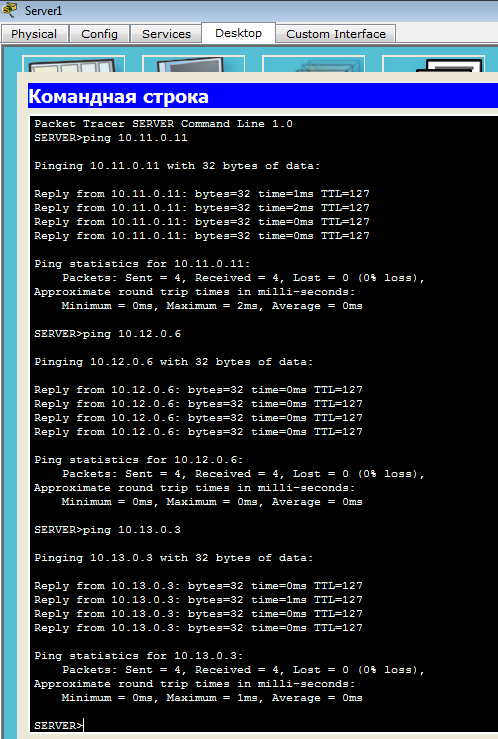 Server1
Physical Config Services Desktop Custom Interface
Командная строка
Packet Tracer SERVER Command Line 1.0
SERVER>ping 10.11.0.11
Pinging 10.11.0.11 with 32 bytes of data:
Reply from 10.11.0.11: bytes=32 time=1ms TTL=127
Reply from 10.11.0.11: bytes=32 time=2ms TTL=127
Reply from 10.11.0.11: bytes=32 time=0ms TTL=127
Reply from 10.11.0.11: bytes=32 time=0ms TTL=127
Ping statistics for 10.11.0.11:
    Packets: Sent = 4, Received = 4, Lost = 0 (0% loss),
Approximate round trip times in milli-seconds:
    Minimum = 0ms, Maximum = 2ms, Average = 0ms
SERVER>ping 10.12.0.6
Pinging 10.12.0.6 with 32 bytes of data:
Reply from 10.12.0.6: bytes=32 time=0ms TTL=127
Reply from 10.12.0.6: bytes=32 time=0ms TTL=127
Reply from 10.12.0.6: bytes=32 time=0ms TTL=127
Reply from 10.12.0.6: bytes=32 time=0ms TTL=127
Ping statistics for 10.12.0.6:
    Packets: Sent = 4, Received = 4, Lost = 0 (0% loss),
Approximate round trip times in milli-seconds:
    Minimum = 0ms, Maximum = 0ms, Average = 0ms
SERVER>ping 10.13.0.3
Pinging 10.13.0.3 with 32 bytes of data:
Reply from 10.13.0.3: bytes=32 time=0ms TTL=127
Reply from 10.13.0.3: bytes=32 time=1ms TTL=127
Reply from 10.13.0.3: bytes=32 time=0ms TTL=127
Reply from 10.13.0.3: bytes=32 time=0ms TTL=127
Ping statistics for 10.13.0.3:
    Packets: Sent = 4, Received = 4, Lost = 0 (0% loss),
Approximate round trip times in milli-seconds:
    Minimum = 0ms, Maximum = 1ms, Average = 0ms
SERVER>